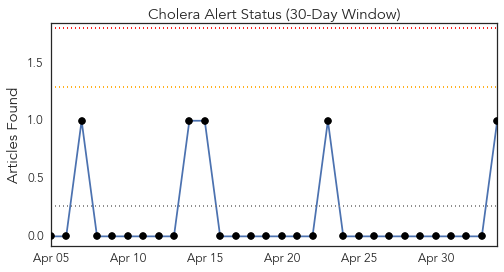 Cholera Alert Status (30-Day Window)
Articles Found
1.5
1.0
0.5
0.0
Apr 05 Apr 10 Apr 15 Apr 20 Apr 25 Apr 30